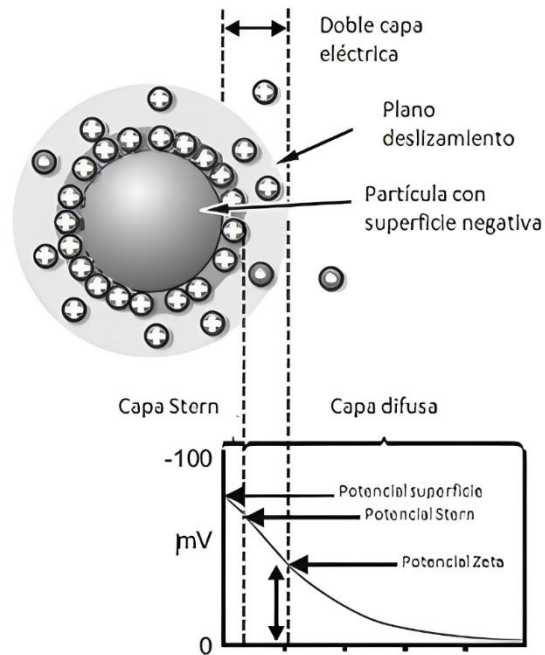 Doble capa
eléctrica
Plano
deslizamiento
Partícula con
superficie negativa
Capa Stern
Capa difusa
-100
Potencial superficie
Potencial Stern
mV
Potencial Zeta
0